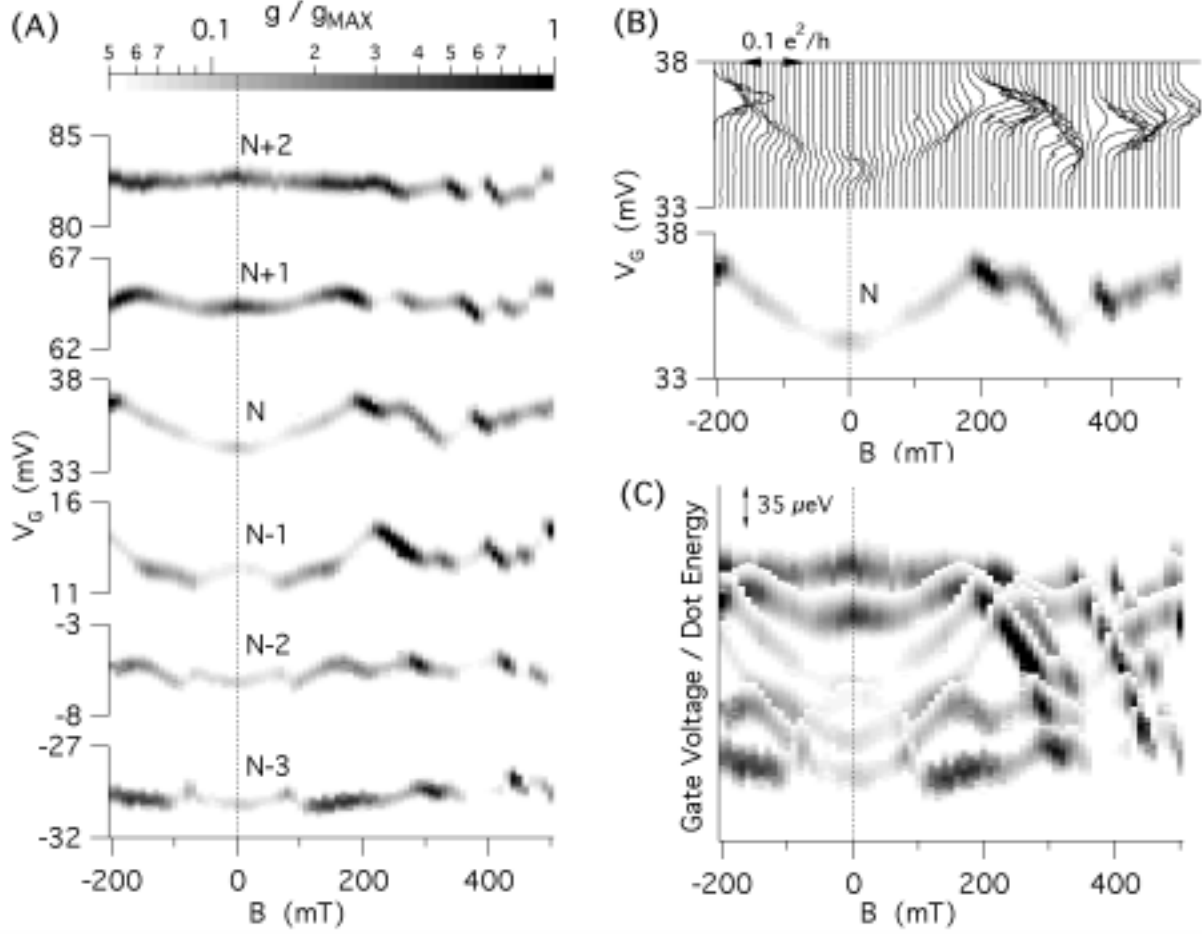 (A)
g / gMAX
0.1 1
5 6 7 2 3 4 5 6 7
85
N+2
80
67
N+1
62
38
N
33
16
N-1
11
-3
N-2
-8
-27
N-3
-32
VG (mV)
-200 0 200 400
B (mT)
(B)
0.1 e²/h
38
33
VG (mV)
38
N
33
-200 0 200 400
B (mT)
(C)
35 µeV
Gate Voltage / Dot Energy
-200 0 200 400
B (mT)